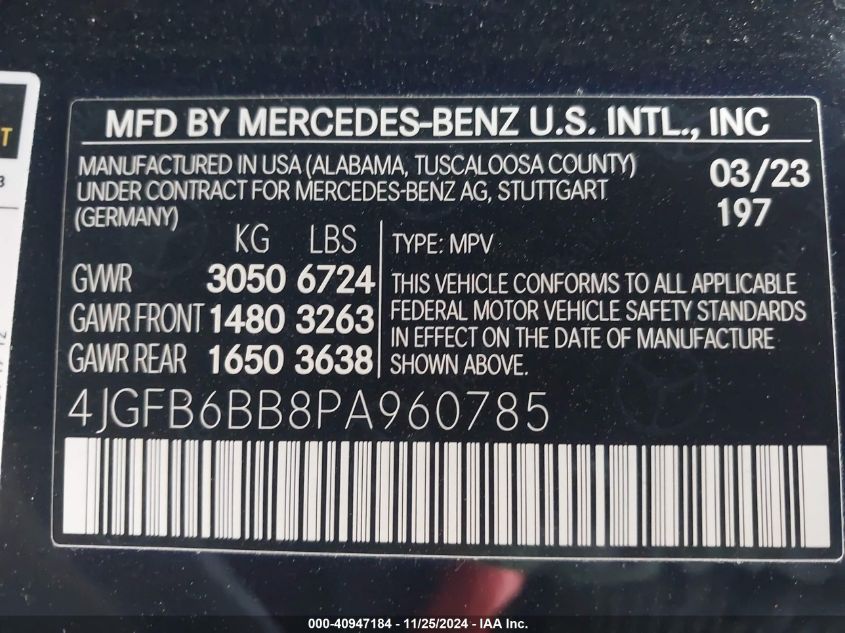 MFD BY MERCEDES-BENZ U.S. INTL., INC
MANUFACTURED IN USA (ALABAMA, TUSCALOOSA COUNTY)
UNDER CONTRACT FOR MERCEDES-BENZ AG, STUTTGART
(GERMANY)
03/23
197
KG LBS
GWR 3050 6724
GAWR FRONT 1480 3263
GAWR REAR 1650 3638
TYPE: MPV
THIS VEHICLE CONFORMS TO ALL APPLICABLE
FEDERAL MOTOR VEHICLE SAFETY STANDARDS
IN EFFECT ON THE DATE OF MANUFACTURE
SHOWN ABOVE.
4JGFB6BB8PA960785
000-40947184 - 11/25/2024 - IAA Inc.